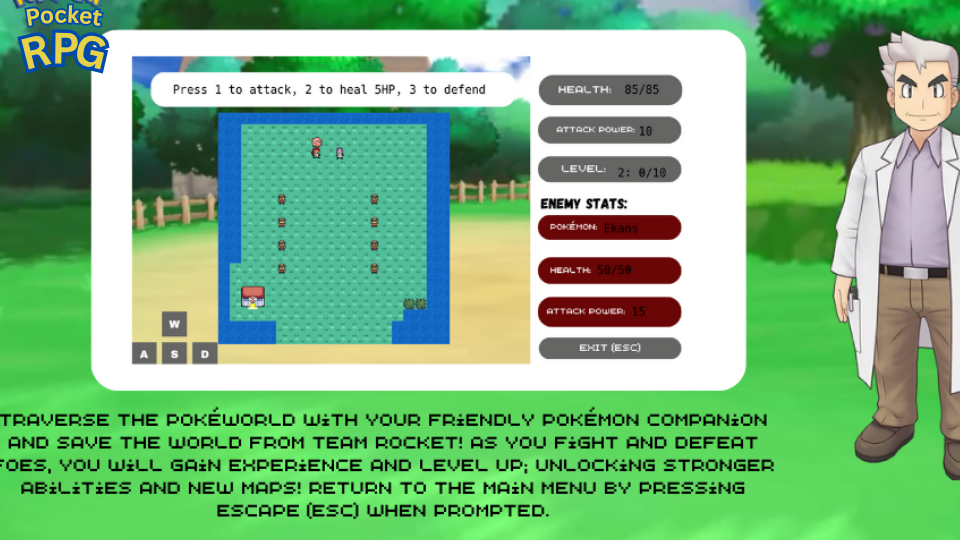 Pocket
RPG
Press 1 to attack, 2 to heal 5HP, 3 to defend
HEALTH: 85/85
ATTACK POWER: 10
LEVEL: 2: 0/10
ENEMY STATS:
POKÉMON: Ekans
HEALTH: 50/50
ATTACK POWER: 15
EXIT (ESC)
W
A S D
TRAVERSE THE POKÉWORLD WiTH YOUR FRiENDLY POKÉMON COMPANiON
AND SAVE THE WORLD FROM TEAM ROCKET! AS YOU FiGHT AND DEFEAT
FOES, YOU WiLL GAiN EXPERiENCE AND LEVEL UP; UNLOCKiNG STRONGER
ABiLiTiES AND NEW MAPS! RETURN TO THE MAiN MENU BY PRESSiNG
ESCAPE (ESC) WHEN PROMPTED.